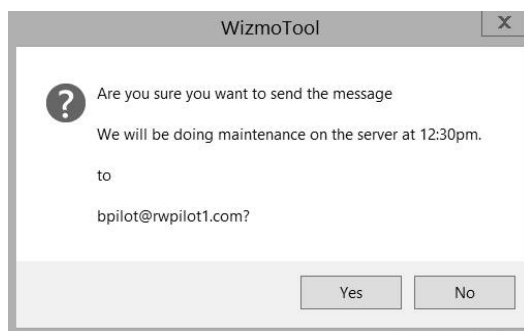 WizmoTool
X
?
Are you sure you want to send the message
We will be doing maintenance on the server at 12:30pm.
to
bpilot@rwpilot1.com?
Yes
No